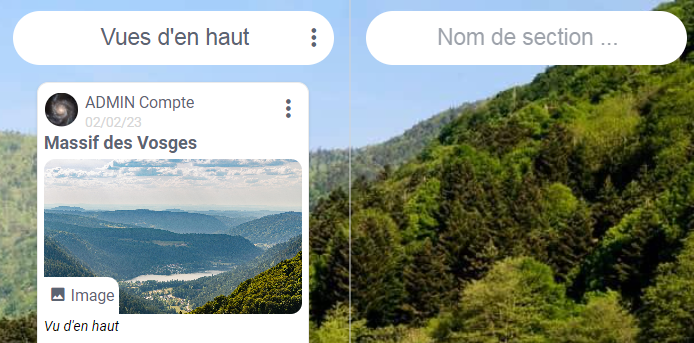 Vues d'en haut
Nom de section ...
ADMIN Compte
02/02/23
Massif des Vosges
Image
Vu d'en haut